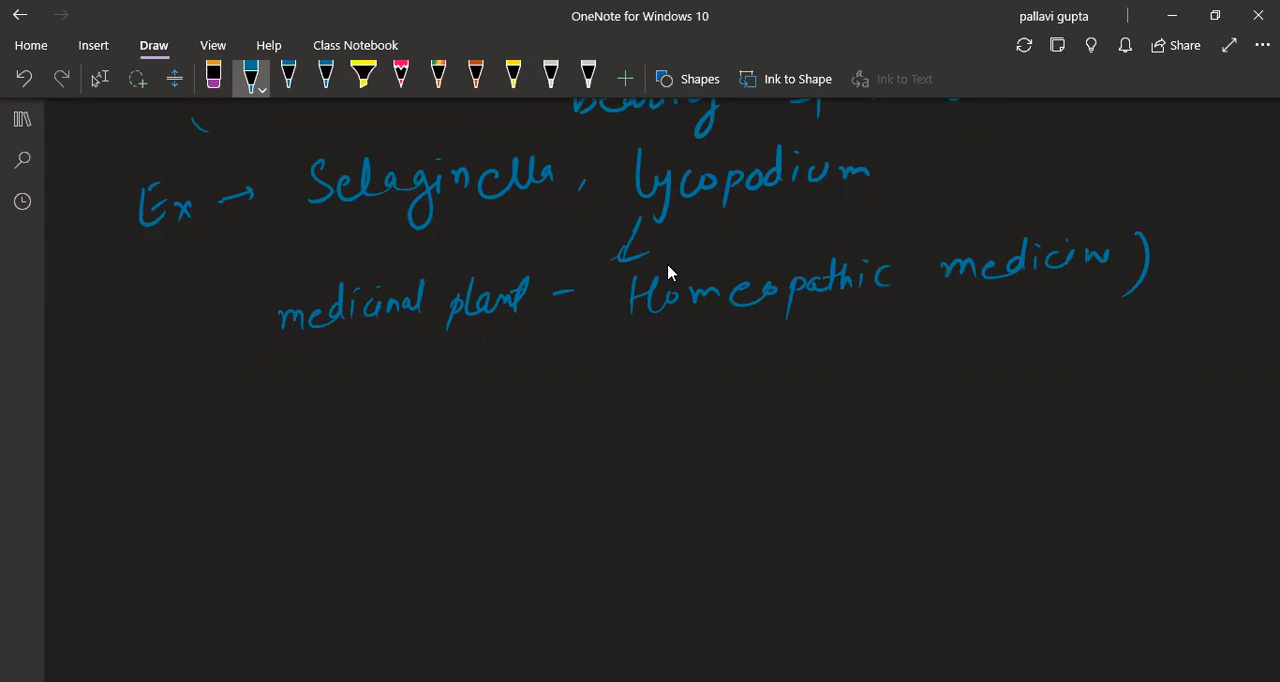 OneNote for Windows 10
pallavi gupta
Home Insert Draw View Help Class Notebook
Share
Shapes Ink to Shape Ink to Text
bearing
Ex → Selaginella, lycopodium
medicinal plant - Homeopathic medicine)